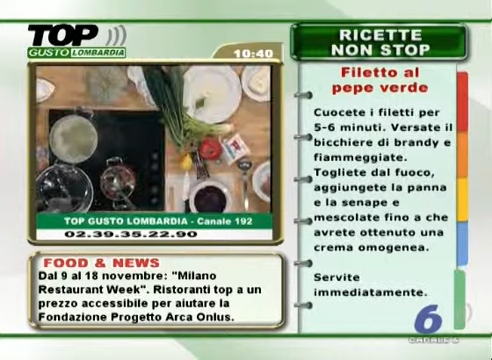 TOP
GUSTO LOMBARDIA
10:40
RICETTE
NON STOP
Filetto al
pepe verde
Cuocete i filetti per
5-6 minuti. Versate il
bicchiere di brandy e
fiammeggiate.
Togliete dal fuoco,
aggiungete la panna
e la senape e
mescolate fino a che
avrete ottenuto una
crema omogenea.
Servite
immediatamente.
TOP GUSTO LOMBARDIA - Canale 192
02.39.35.22.90
FOOD & NEWS
Dal 9 al 18 novembre: "Milano
Restaurant Week". Ristoranti top a un
prezzo accessibile per aiutare la
Fondazione Progetto Arca Onlus.
6
CANALE 6